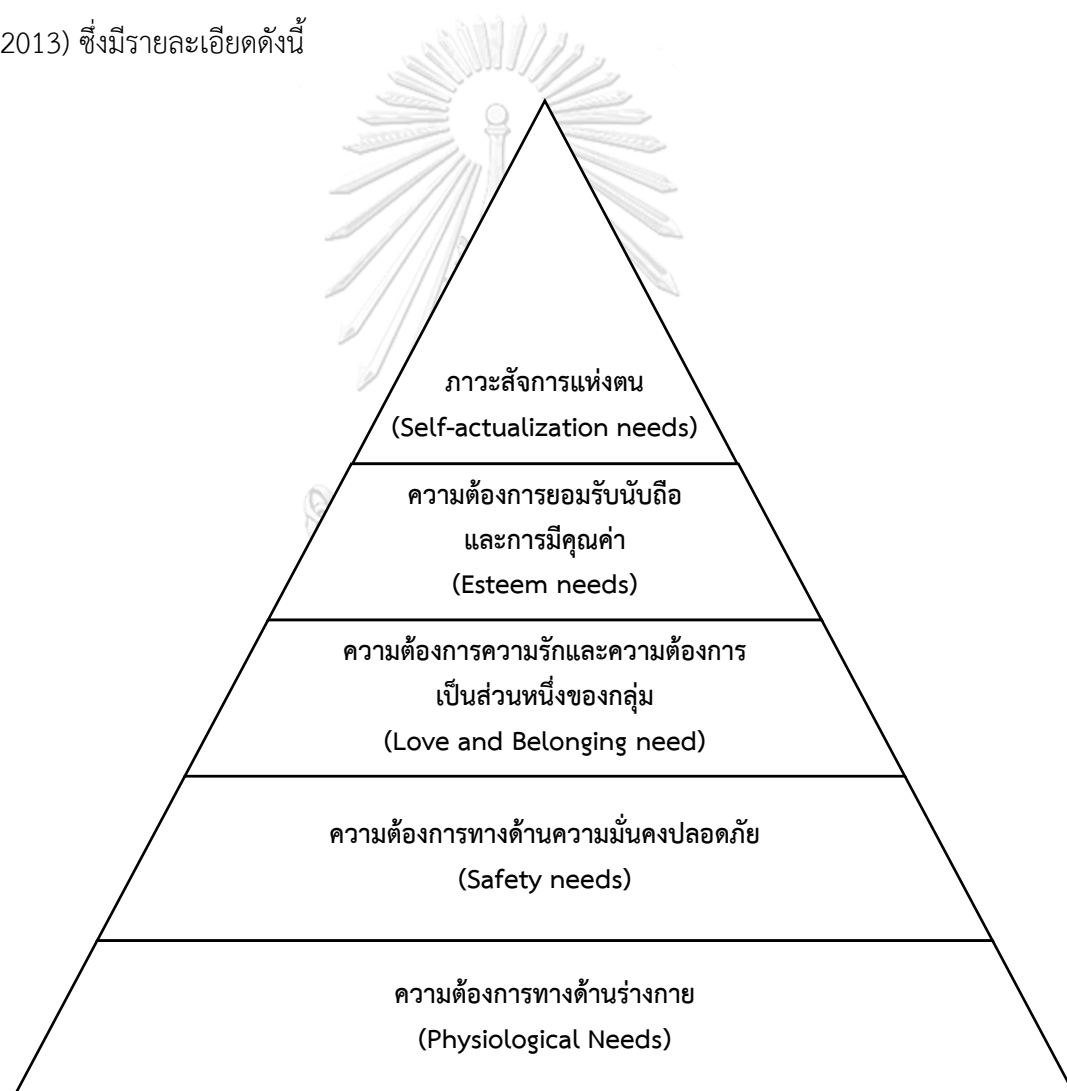 2013) ซึ่งมีรายละเอียดดังนี้
ภาวะสัจการแห่งตน
(Self-actualization needs)
ความต้องการยอมรับนับถือ
และการมีคุณค่า
(Esteem needs)
ความต้องการความรักและความต้องการ
เป็นส่วนหนึ่งของกลุ่ม
(Love and Belonging need)
ความต้องการทางด้านความมั่นคงปลอดภัย
(Safety needs)
ความต้องการทางด้านร่างกาย
(Physiological Needs)